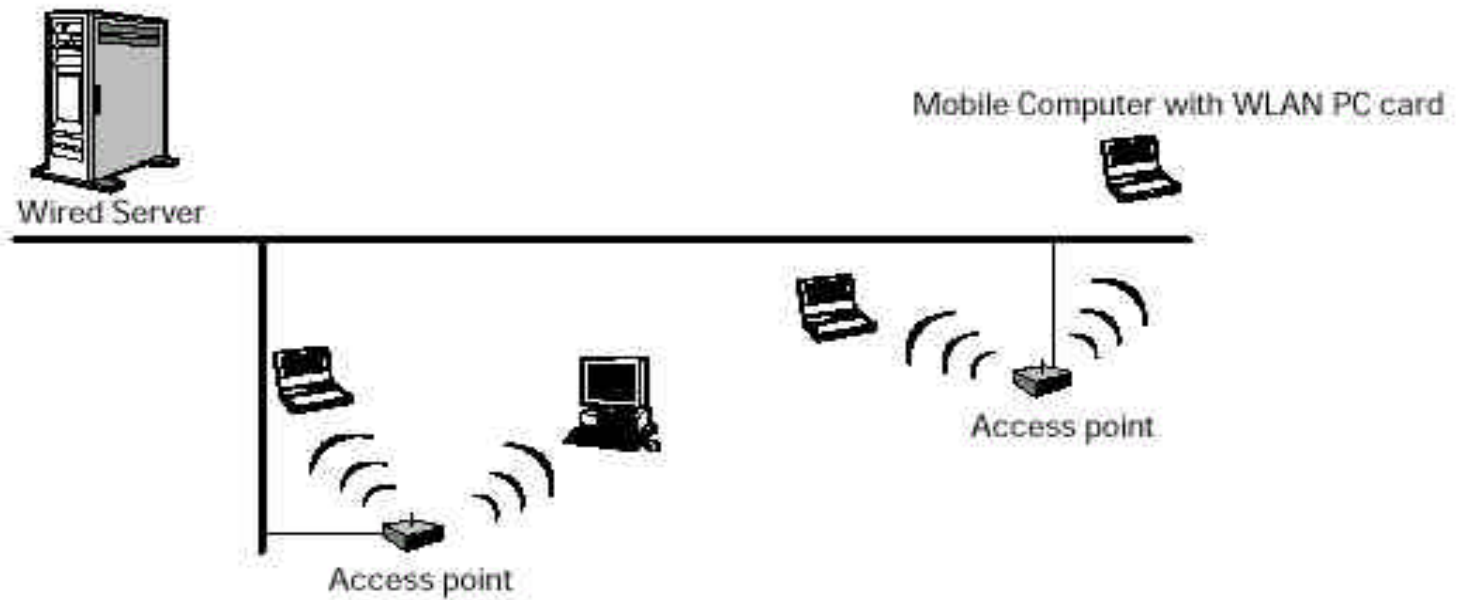 Mobile Computer with WLAN PC card
Wired Server
Access point
Access point